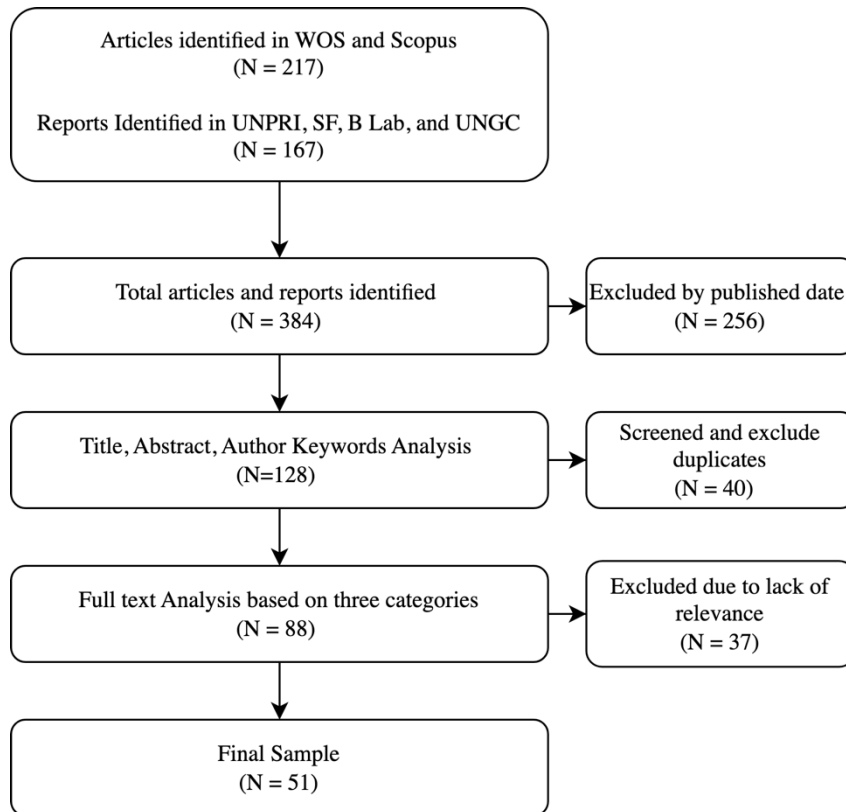 Articles identified in WOS and Scopus
(N = 217)
Reports Identified in UNPRI, SF, B Lab, and UNGC
(N = 167)
Total articles and reports identified
(N = 384)
Excluded by published date
(N = 256)
Title, Abstract, Author Keywords Analysis
(N=128)
Screened and exclude
duplicates
(N = 40)
Full text Analysis based on three categories
(N = 88)
Excluded due to lack of
relevance
(N = 37)
Final Sample
(N = 51)